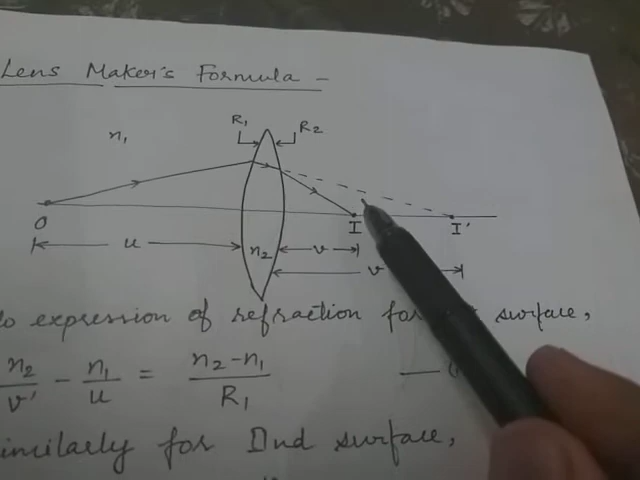 Lens Maker's Formula -
n₁
R₁ R₂
O I I'
u n₂ v
v
to expression of refraction for surface,
n₂/v' - n₁/u = n₂-n₁/R₁ — (
imilarly for IInd surface,